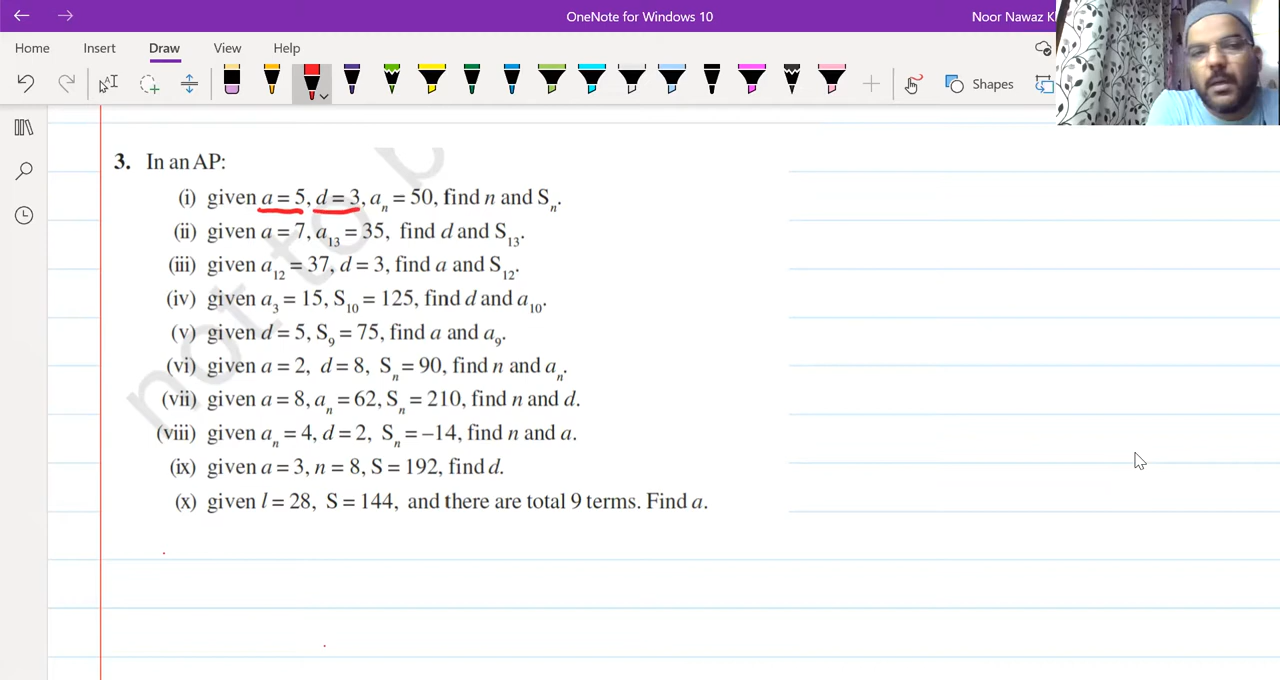 OneNote for Windows 10
Noor Nawaz K
Home Insert Draw View Help
Shapes
3. In an AP:
(i) given a = 5, d = 3, aₙ = 50, find n and Sₙ.
(ii) given a = 7, a₁₃ = 35, find d and S₁₃.
(iii) given a₁₂ = 37, d = 3, find a and S₁₂.
(iv) given a₃ = 15, S₁₀ = 125, find d and a₁₀.
(v) given d = 5, S₉ = 75, find a and a₉.
(vi) given a = 2, d = 8, Sₙ = 90, find n and aₙ.
(vii) given a = 8, aₙ = 62, Sₙ = 210, find n and d.
(viii) given aₙ = 4, d = 2, Sₙ = –14, find n and a.
(ix) given a = 3, n = 8, S = 192, find d.
(x) given l = 28, S = 144, and there are total 9 terms. Find a.
not to b